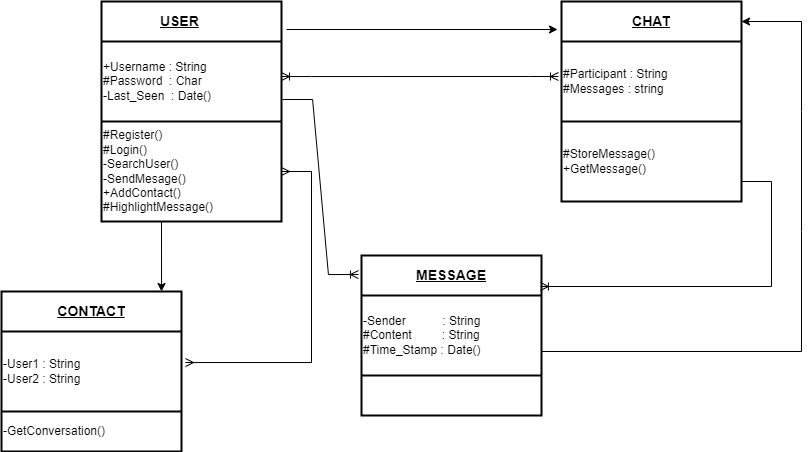 USER
+Username : String
#Password : Char
-Last_Seen : Date()
#Register()
#Login()
-SearchUser()
-SendMesage()
+AddContact()
#HighlightMessage()
CHAT
#Participant : String
#Messages : string
#StoreMessage()
+GetMessage()
CONTACT
-User1 : String
-User2 : String
-GetConversation()
MESSAGE
-Sender : String
#Content : String
#Time_Stamp : Date()